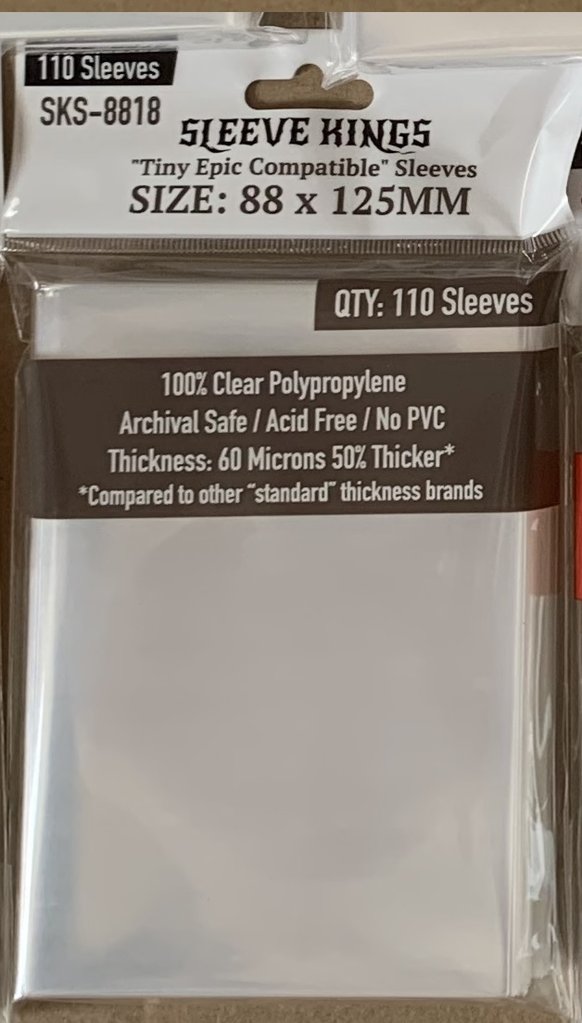 110 Sleeves
SKS-8818
SLEEVE KINGS
"Tiny Epic Compatible" Sleeves
SIZE: 88 x 125MM
QTY: 110 Sleeves
100% Clear Polypropylene
Archival Safe / Acid Free / No PVC
Thickness: 60 Microns 50% Thicker*
*Compared to other "standard" thickness brands